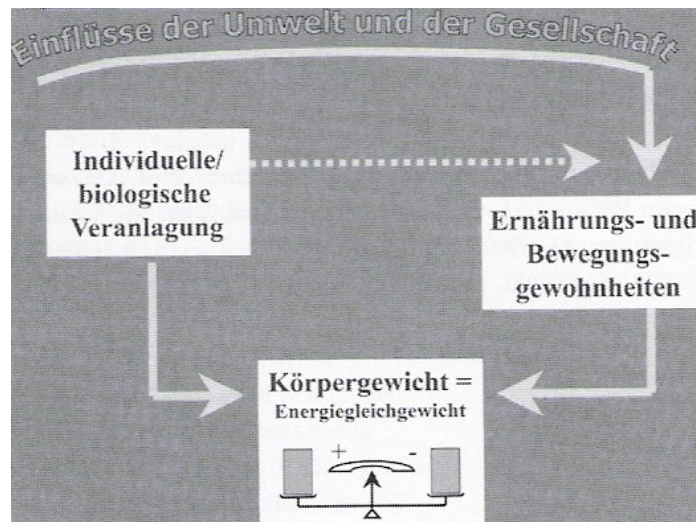 Einflüsse der Umwelt und der Gesellschaft
Individuelle/
biologische
Veranlagung
Ernährungs- und
Bewegungs-
gewohnheiten
Körpergewicht =
Energiegleichgewicht
+ -